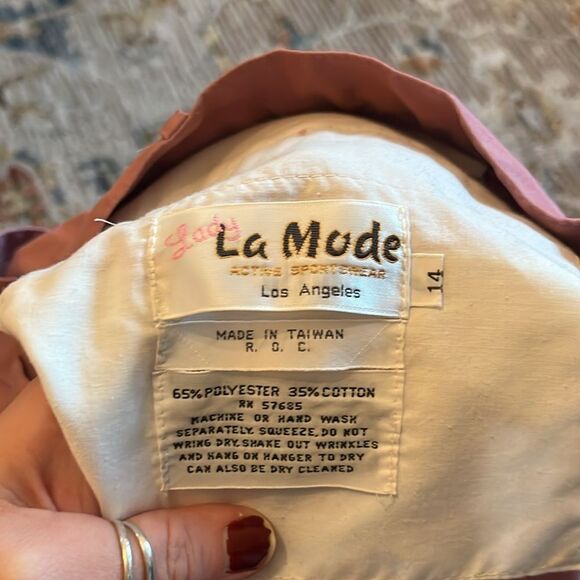 Lady
La Mode
ACTIVE SPORTSWEAR
Los Angeles
14
MADE IN TAIWAN
R. O. C.
65% POLYESTER 35% COTTON
RN 57685
MACHINE OR HAND WASH
SEPARATELY. SQUEEZE, DO NOT
WRING DRY, SHAKE OUT WRINKLES
AND HANG ON HANGER TO DRY
CAN ALSO BE DRY CLEANED